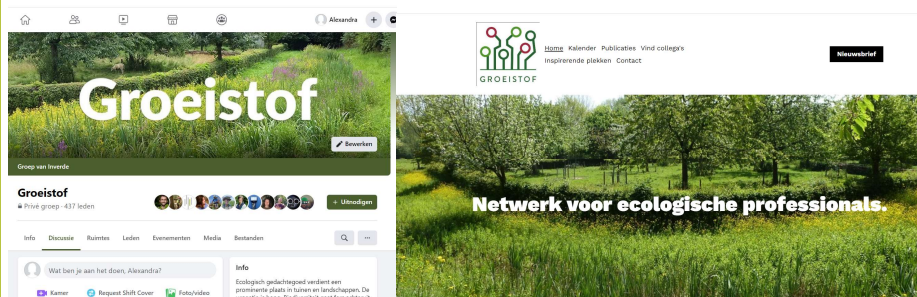 Alexandra
Groeistof
Bewerken
Groep van Inverde
Groeistof
Privé groep · 437 leden
+ Uitnodigen
Info Discussie Ruimtes Leden Evenementen Media Bestanden
Wat ben je aan het doen, Alexandra?
Kamer Request Shift Cover Foto/video
Info
Ecologisch gedachtegoed verdient een
prominente plaats in tuinen en landschappen. De
GROEISTOF
Home Kalender Publicaties Vind collega's
Inspirerende plekken Contact
Nieuwsbrief
Netwerk voor ecologische professionals.